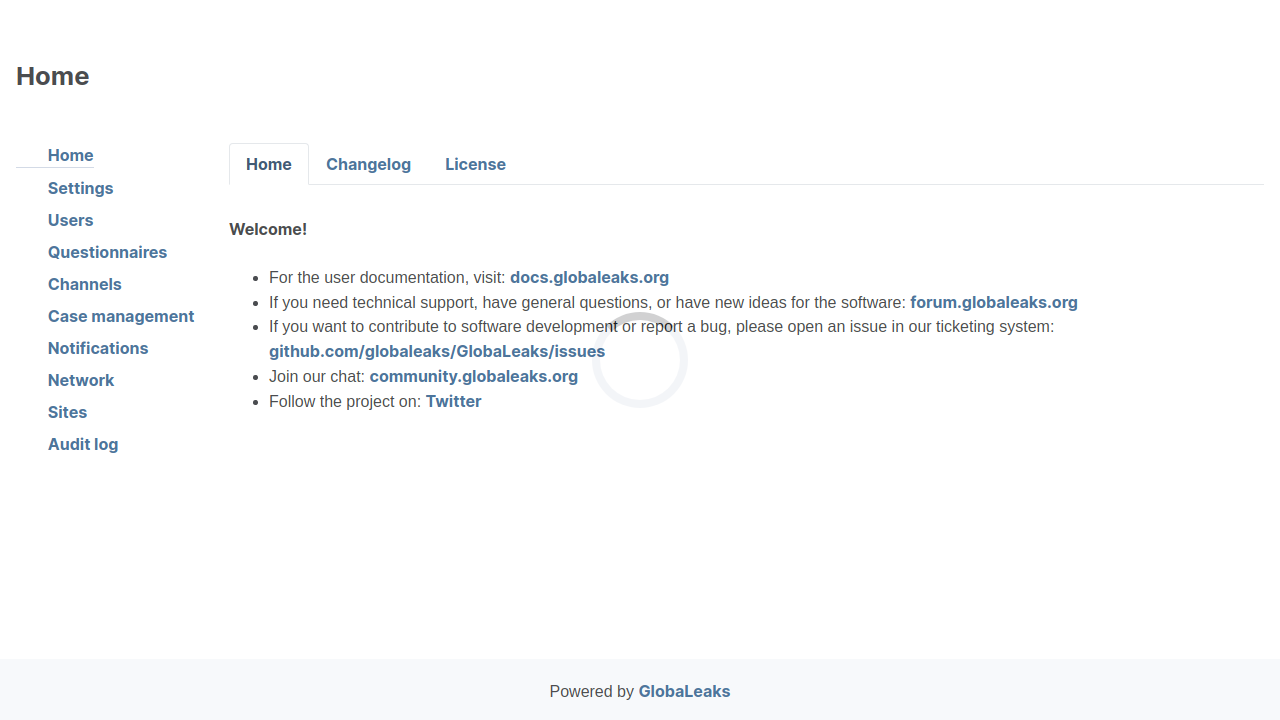 Home
Home
Settings
Users
Questionnaires
Channels
Case management
Notifications
Network
Sites
Audit log
Home Changelog License
Welcome!
For the user documentation, visit: docs.globaleaks.org
If you need technical support, have general questions, or have new ideas for the software: forum.globaleaks.org
If you want to contribute to software development or report a bug, please open an issue in our ticketing system:
github.com/globaleaks/GlobaLeaks/issues
Join our chat: community.globaleaks.org
Follow the project on: Twitter
Powered by GlobaLeaks